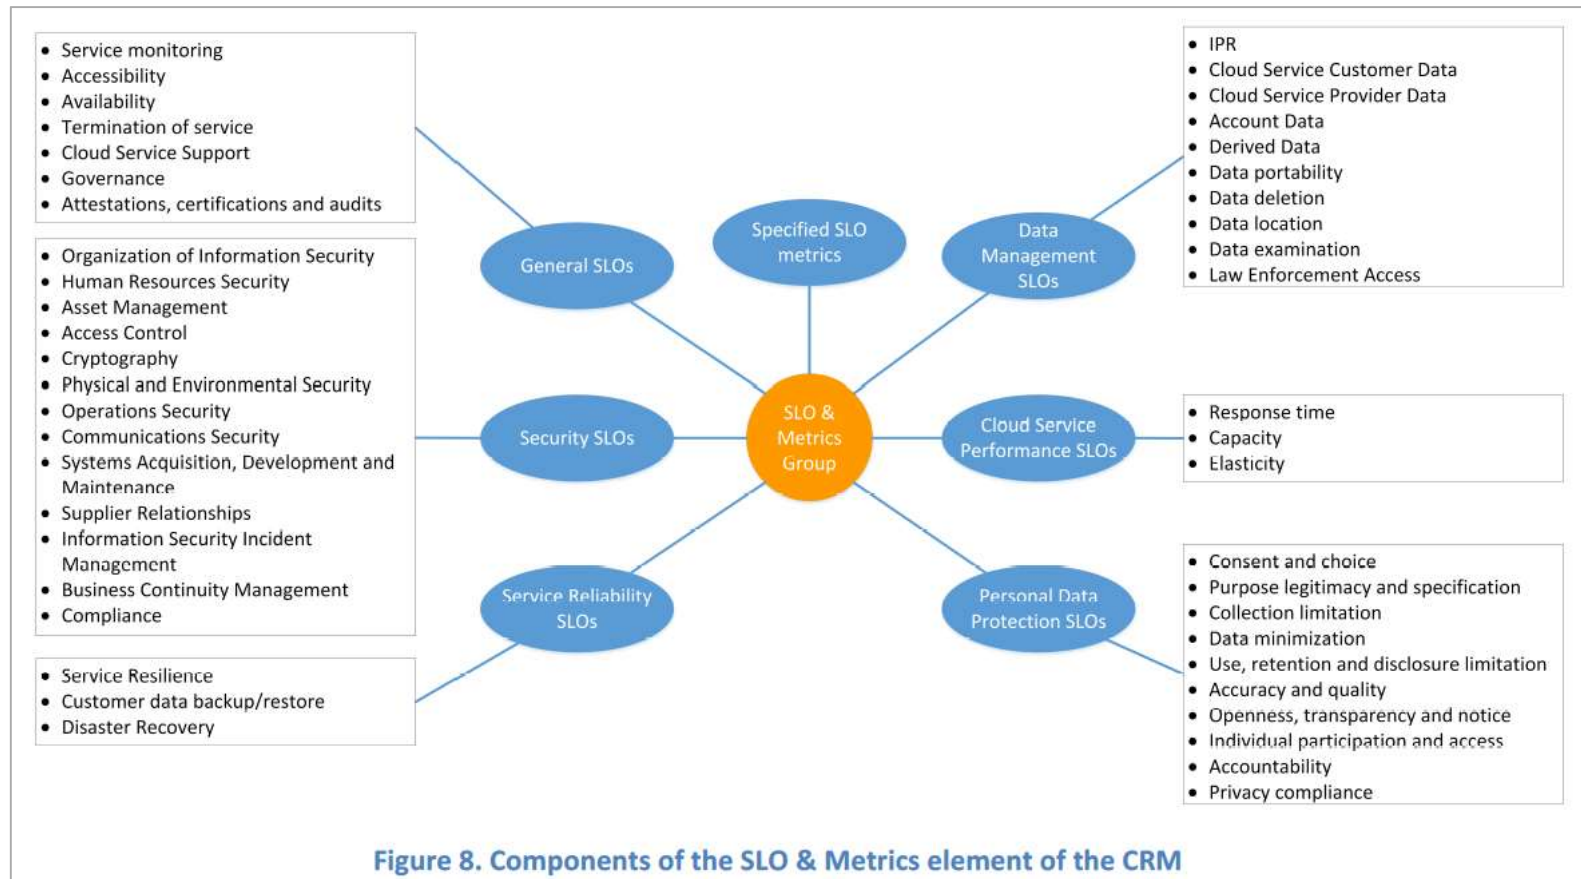 • Service monitoring
• Accessibility
• Availability
• Termination of service
• Cloud Service Support
• Governance
• Attestations, certifications and audits
• Organization of Information Security
• Human Resources Security
• Asset Management
• Access Control
• Cryptography
• Physical and Environmental Security
• Operations Security
• Communications Security
• Systems Acquisition, Development and
Maintenance
• Supplier Relationships
• Information Security Incident
Management
• Business Continuity Management
• Compliance
• Service Resilience
• Customer data backup/restore
• Disaster Recovery
General SLOs
Security SLOs
Service Reliability
SLOs
Specified SLO
metrics
SLO &
Metrics
Group
Data
Management
SLOs
Cloud Service
Performance SLOs
Personal Data
Protection SLOs
• IPR
• Cloud Service Customer Data
• Cloud Service Provider Data
• Account Data
• Derived Data
• Data portability
• Data deletion
• Data location
• Data examination
• Law Enforcement Access
• Response time
• Capacity
• Elasticity
• Consent and choice
• Purpose legitimacy and specification
• Collection limitation
• Data minimization
• Use, retention and disclosure limitation
• Accuracy and quality
• Openness, transparency and notice
• Individual participation and access
• Accountability
• Privacy compliance
Figure 8. Components of the SLO & Metrics element of the CRM